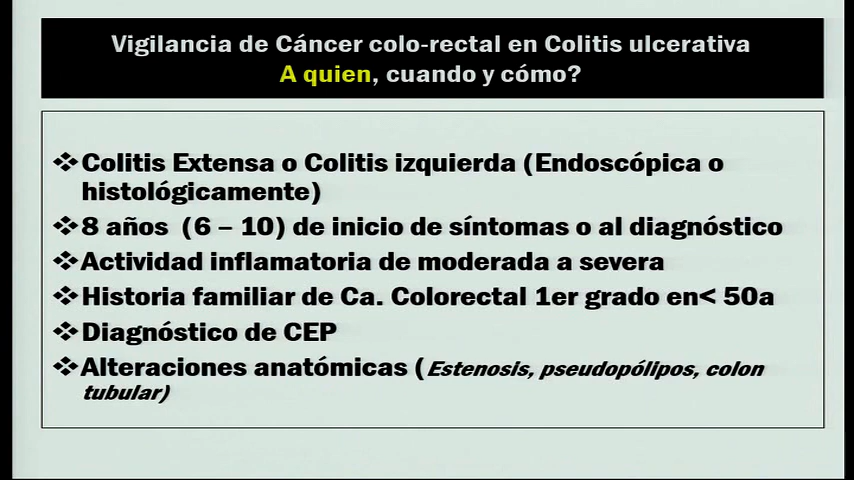 Vigilancia de Cáncer colo-rectal en Colitis ulcerativa
A quien, cuando y cómo?
❖Colitis Extensa o Colitis izquierda (Endoscópica o
histológicamente)
❖8 años (6 – 10) de inicio de síntomas o al diagnóstico
❖Actividad inflamatoria de moderada a severa
❖Historia familiar de Ca. Colorectal 1er grado en< 50a
❖Diagnóstico de CEP
❖Alteraciones anatómicas (Estenosis, pseudopólipos, colon
tubular)